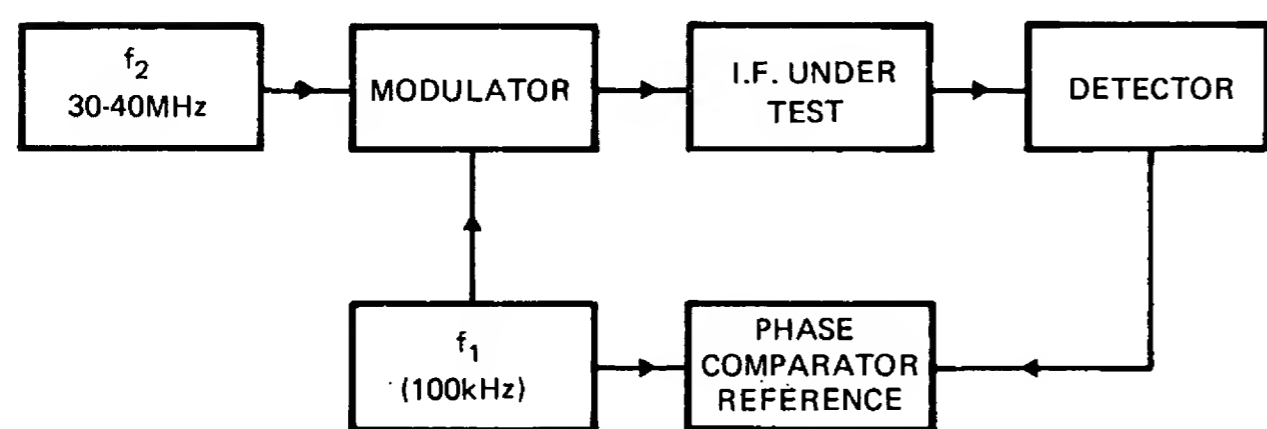 f₂
30-40MHz
MODULATOR
I.F. UNDER
TEST
DETECTOR
f₁
(100kHz)
PHASE
COMPARATOR
REFERENCE